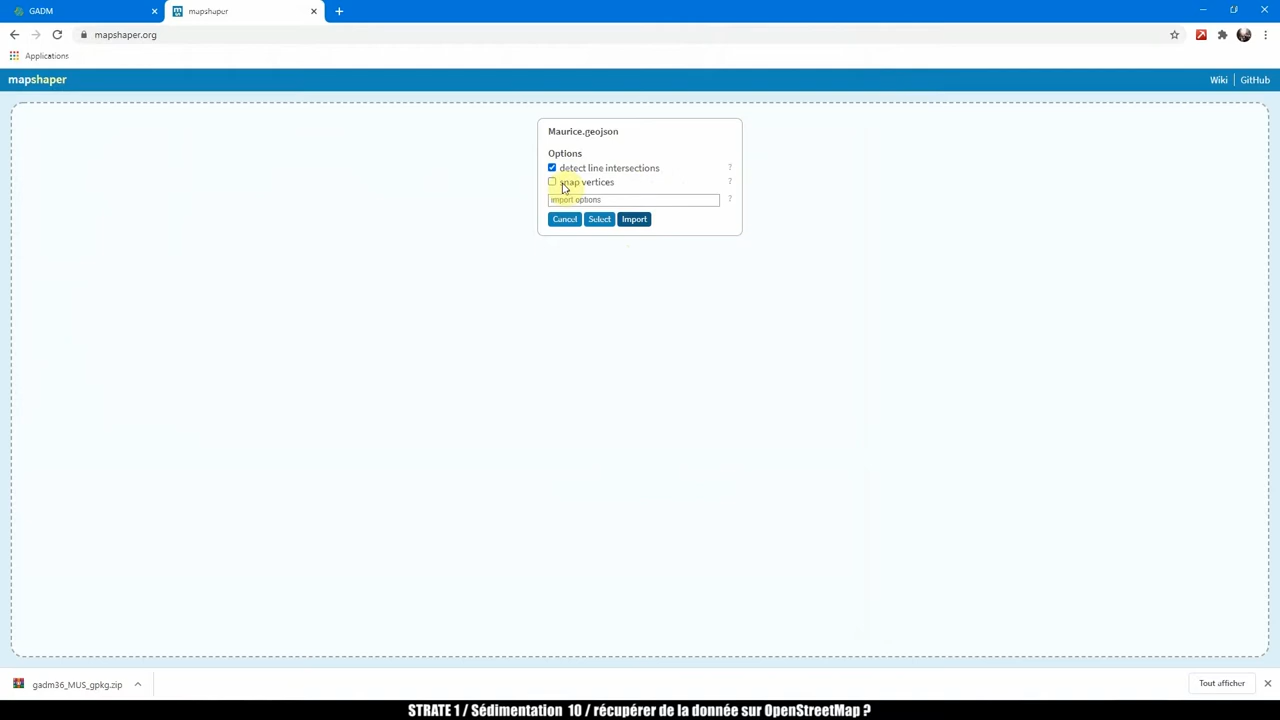 GADM
mapshaper
mapshaper.org
Applications
mapshaper
Wiki
GitHub
Maurice.geojson
Options
detect line intersections
?
snap vertices
?
import options
?
Cancel
Select
Import
gadm36_MUS_gpkg.zip
Tout afficher
STRATE 1 / Sédimentation 10 / récupérer de la donnée sur OpenStreetMap ?